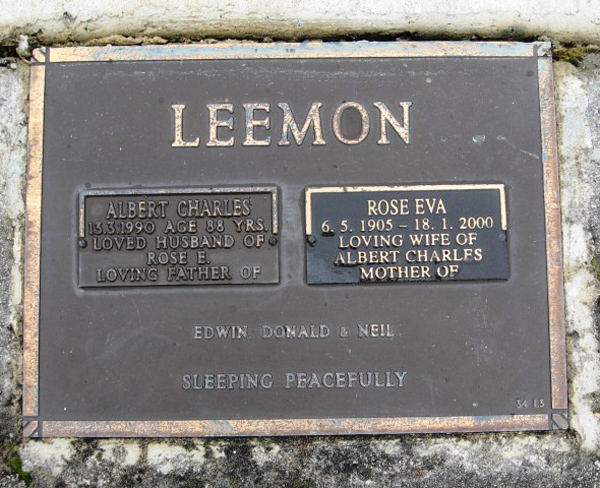 LEEMON
ALBERT CHARLES
13.3.1990 AGE 88 YRS.
LOVED HUSBAND OF
ROSE E.
LOVING FATHER OF
ROSE EVA
6. 5. 1905 - 18. 1. 2000
LOVING WIFE OF
ALBERT CHARLES
MOTHER OF
EDWIN, DONALD & NEIL
SLEEPING PEACEFULLY